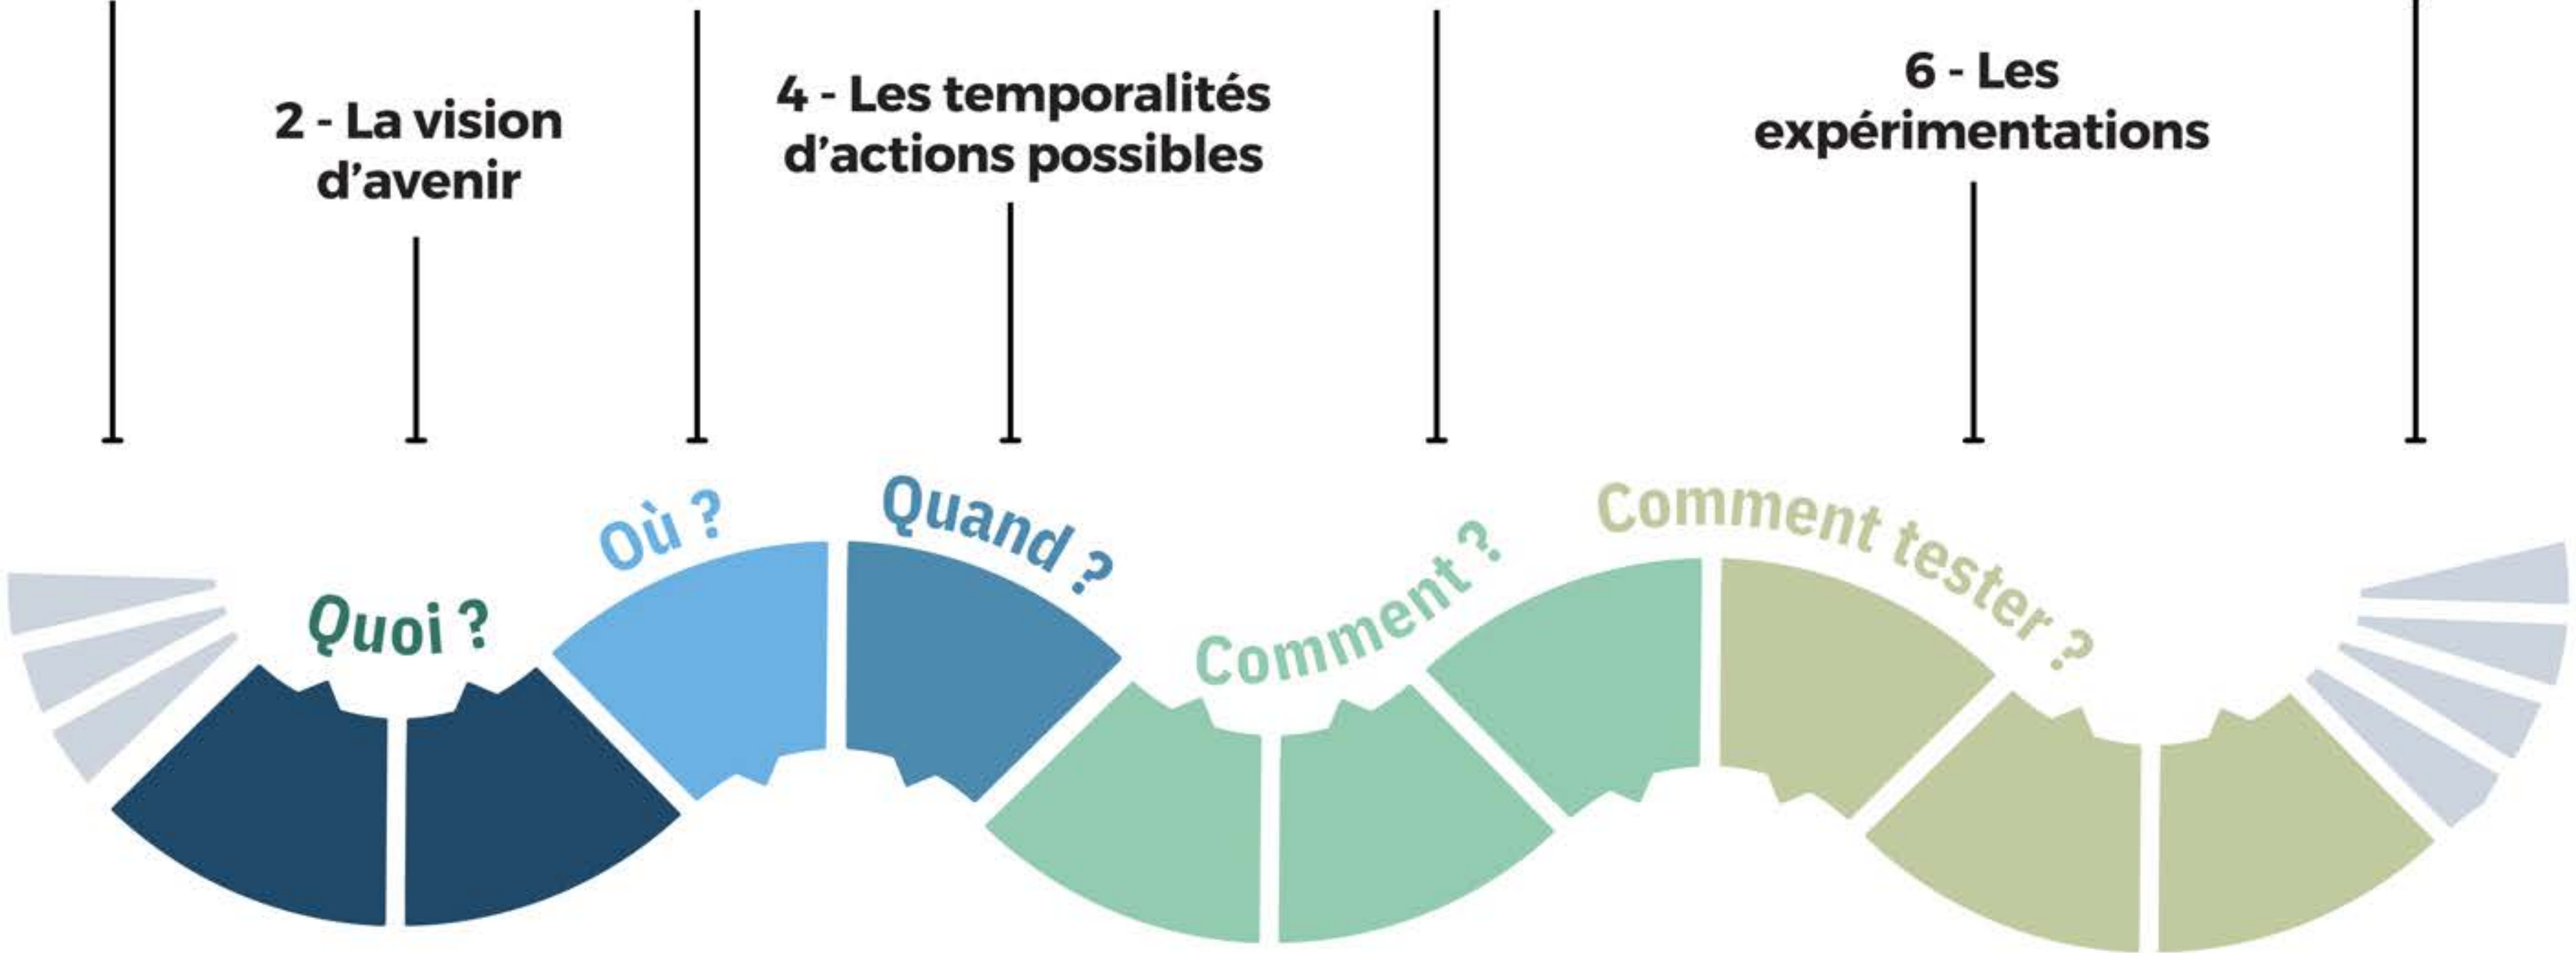 2 - La vision
d’avenir
4 - Les temporalités
d’actions possibles
6 - Les
expérimentations
Quoi ?
Où ?
Quand ?
Comment ?
Comment tester ?